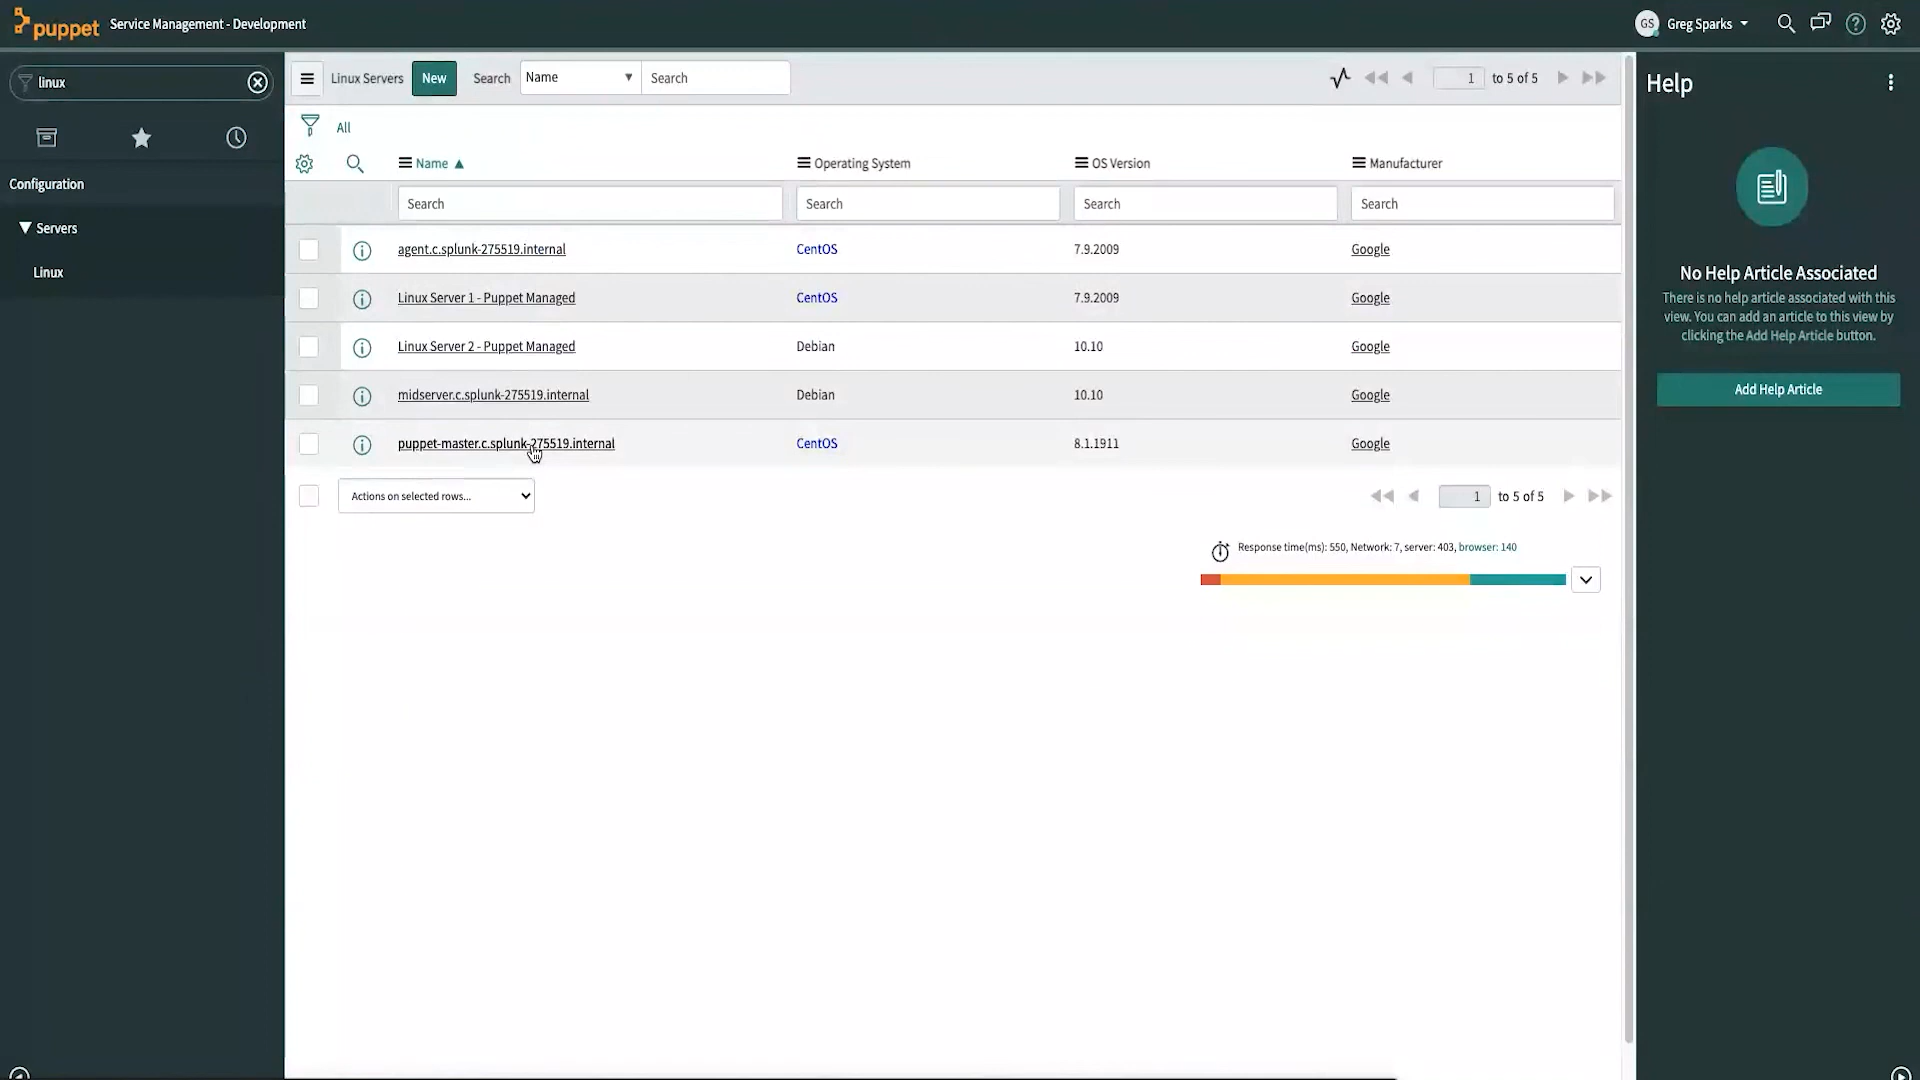 puppet Service Management - Development
GS Greg Sparks
linux
Configuration
Servers
Linux
Linux Servers New Search Name Search 1 to 5 of 5
All
Name Operating System OS Version Manufacturer
Search Search Search Search
agent.c.splunk-275519.internal CentOS 7.9.2009 Google
Linux Server 1 - Puppet Managed CentOS 7.9.2009 Google
Linux Server 2 - Puppet Managed Debian 10.10 Google
midserver.c.splunk-275519.internal Debian 10.10 Google
puppet-master.c.splunk-275519.internal CentOS 8.1.1911 Google
Actions on selected rows... 1 to 5 of 5
Response time(ms): 550, Network: 7, server: 403, browser: 140
Help
No Help Article Associated
There is no help article associated with this
view. You can add an article to this view by
clicking the Add Help Article button.
Add Help Article